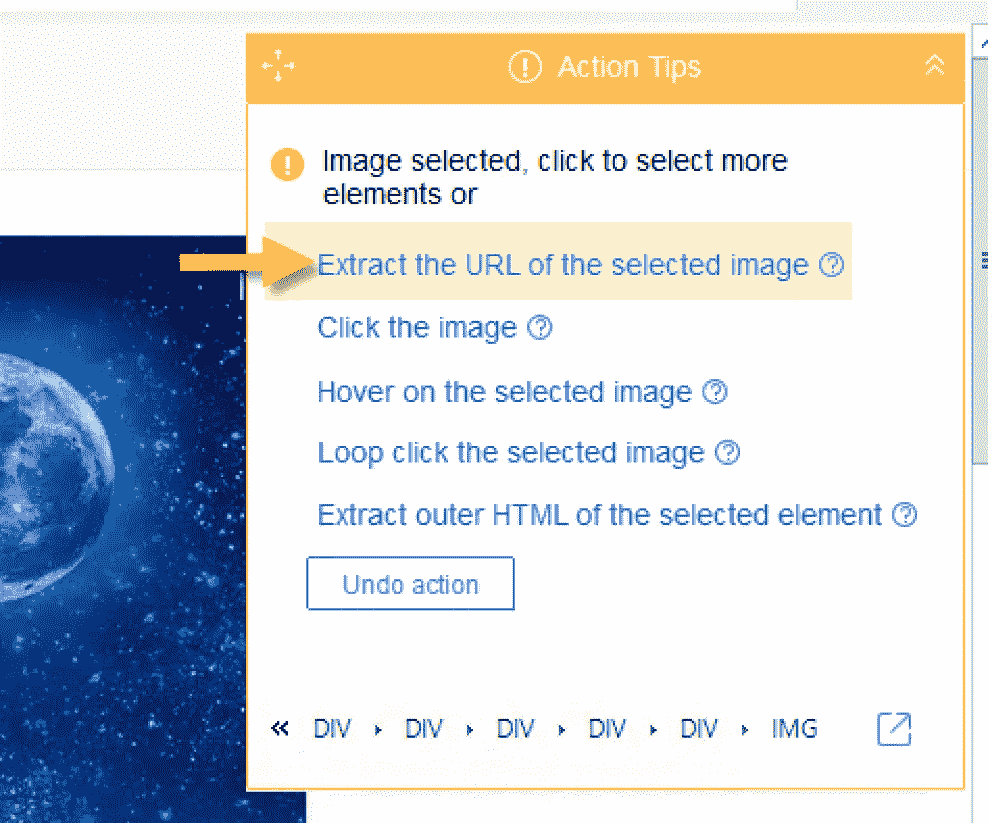 Action Tips
Image selected, click to select more
elements or
Extract the URL of the selected image
Click the image
Hover on the selected image
Loop click the selected image
Extract outer HTML of the selected element
Undo action
« DIV ▸ DIV ▸ DIV ▸ DIV ▸ DIV ▸ IMG